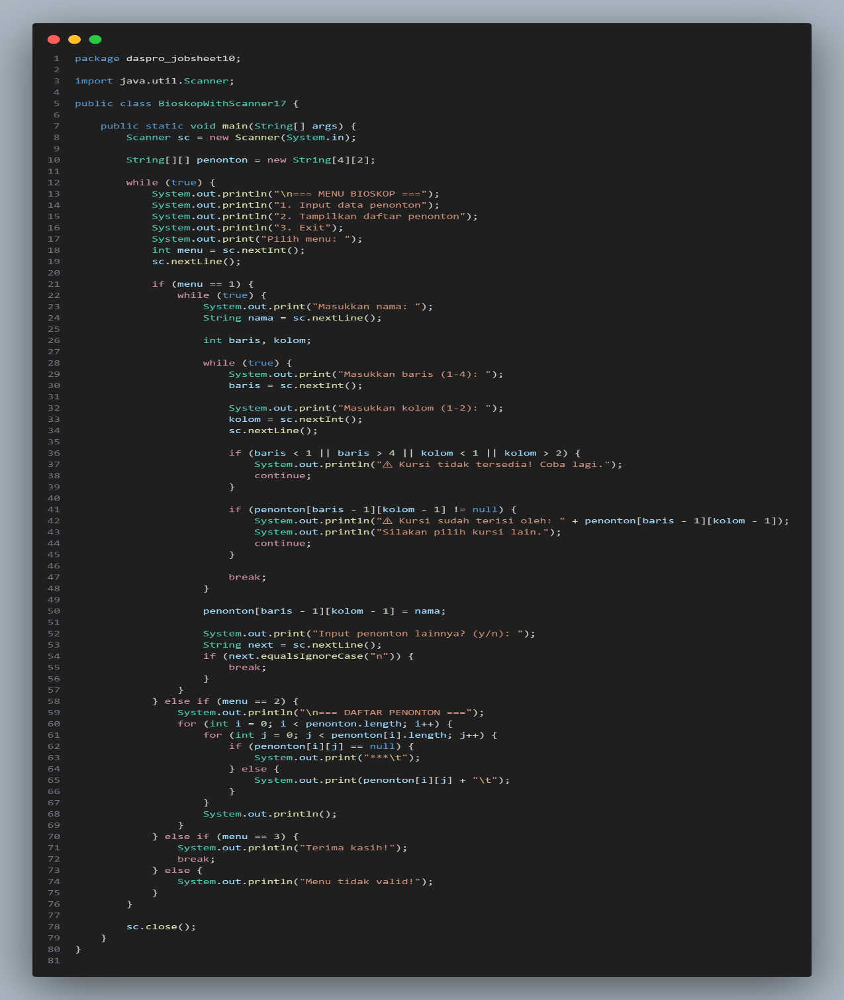 1 package daspro_jobsheet10;
2
3 import java.util.Scanner;
4
5 public class BioskopWithScanner17 {
6
7     public static void main(String[] args) {
8         Scanner sc = new Scanner(System.in);
9
10         String[][] penonton = new String[4][2];
11
12         while (true) {
13             System.out.println("\n=== MENU BIOSKOP ===");
14             System.out.println("1. Input data penonton");
15             System.out.println("2. Tampilkan daftar penonton");
16             System.out.println("3. Exit");
17             System.out.print("Pilih menu: ");
18             int menu = sc.nextInt();
19             sc.nextLine();
20
21             if (menu == 1) {
22                 while (true) {
23                     System.out.print("Masukkan nama: ");
24                     String nama = sc.nextLine();
25
26                     int baris, kolom;
27
28                     while (true) {
29                         System.out.print("Masukkan baris (1-4): ");
30                         baris = sc.nextInt();
31
32                         System.out.print("Masukkan kolom (1-2): ");
33                         kolom = sc.nextInt();
34                         sc.nextLine();
35
36                         if (baris < 1 || baris > 4 || kolom < 1 || kolom > 2) {
37                             System.out.println("⚠ Kursi tidak tersedia! Coba lagi.");
38                             continue;
39                         }
40
41                         if (penonton[baris - 1][kolom - 1] != null) {
42                             System.out.println("⚠ Kursi sudah terisi oleh: " + penonton[baris - 1][kolom - 1]);
43                             System.out.println("Silakan pilih kursi lain.");
44                             continue;
45                         }
46
47                         break;
48                     }
49
50                     penonton[baris - 1][kolom - 1] = nama;
51
52                     System.out.print("Input penonton lainnya? (y/n): ");
53                     String next = sc.nextLine();
54                     if (next.equalsIgnoreCase("n")) {
55                         break;
56                     }
57                 }
58             } else if (menu == 2) {
59                 System.out.println("\n=== DAFTAR PENONTON ===");
60                 for (int i = 0; i < penonton.length; i++) {
61                     for (int j = 0; j < penonton[i].length; j++) {
62                         if (penonton[i][j] == null) {
63                             System.out.print("***\t");
64                         } else {
65                             System.out.print(penonton[i][j] + "\t");
66                         }
67                     }
68                     System.out.println();
69                 }
70             } else if (menu == 3) {
71                 System.out.println("Terima kasih!");
72                 break;
73             } else {
74                 System.out.println("Menu tidak valid!");
75             }
76         }
77
78         sc.close();
79     }
80 }
81